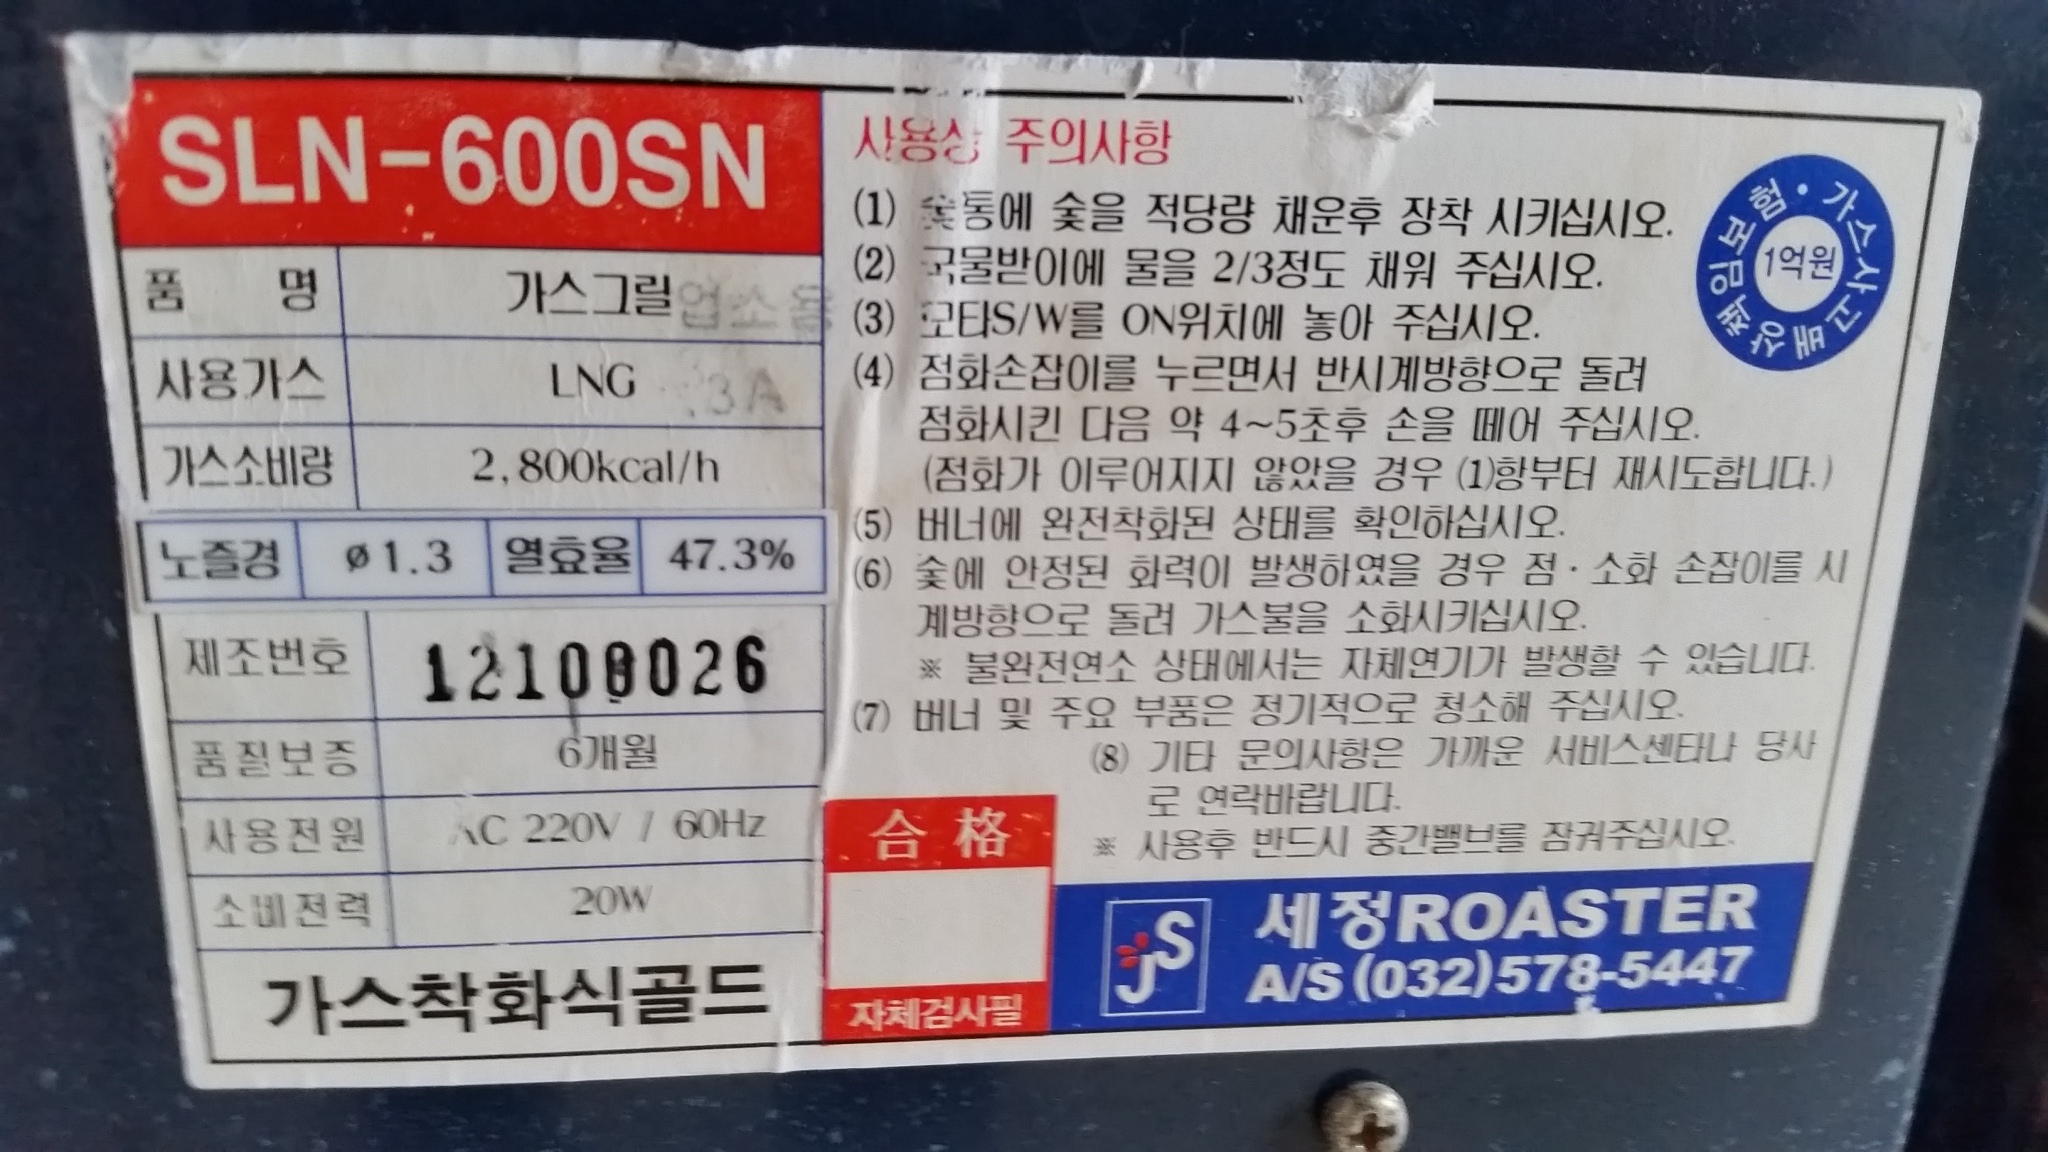 SLN-600SN
품 명 가스그릴 업소용
사용가스 LNG 13A
가스소비량 2,800kcal/h
노즐경 ø1.3 열효율 47.3%
제조번호 12100026
품질보증 6개월
사용전원 AC 220V / 60Hz
소비전력 20W
가스착화식골드
사용상 주의사항
(1) 숯통에 숯을 적당량 채운후 장착 시키십시오.
(2) 국물받이에 물을 2/3정도 채워 주십시오.
(3) 모타S/W를 ON위치에 놓아 주십시오.
(4) 점화손잡이를 누르면서 반시계방향으로 돌려
점화시킨 다음 약 4~5초후 손을 떼어 주십시오.
(점화가 이루어지지 않았을 경우 (1)항부터 재시도합니다.)
(5) 버너에 완전착화된 상태를 확인하십시오.
(6) 숯에 안정된 화력이 발생하였을 경우 점·소화 손잡이를 시
계방향으로 돌려 가스불을 소화시키십시오.
※ 불완전연소 상태에서는 자체연기가 발생할 수 있습니다.
(7) 버너 및 주요 부품은 정기적으로 청소해 주십시오.
(8) 기타 문의사항은 가까운 서비스센타나 당사
로 연락바랍니다.
※ 사용후 반드시 중간밸브를 잠궈주십시오.
가스사고배상책임보험·
1억원
合格
자체검사필
SJ
세정ROASTER
A/S (032)578-5447